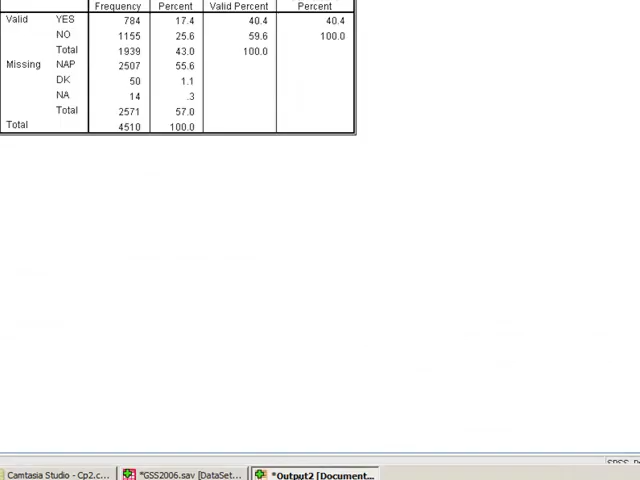 Frequency Percent Valid Percent Percent
Valid YES 784 17.4 40.4 40.4
NO 1155 25.6 59.6 100.0
Total 1939 43.0 100.0
Missing NAP 2507 55.6
DK 50 1.1
NA 14 .3
Total 2571 57.0
Total 4510 100.0
SPSS
Camtasia Studio - Cp2.c... *GSS2006.sav [DataSet... *Output2 [Document...